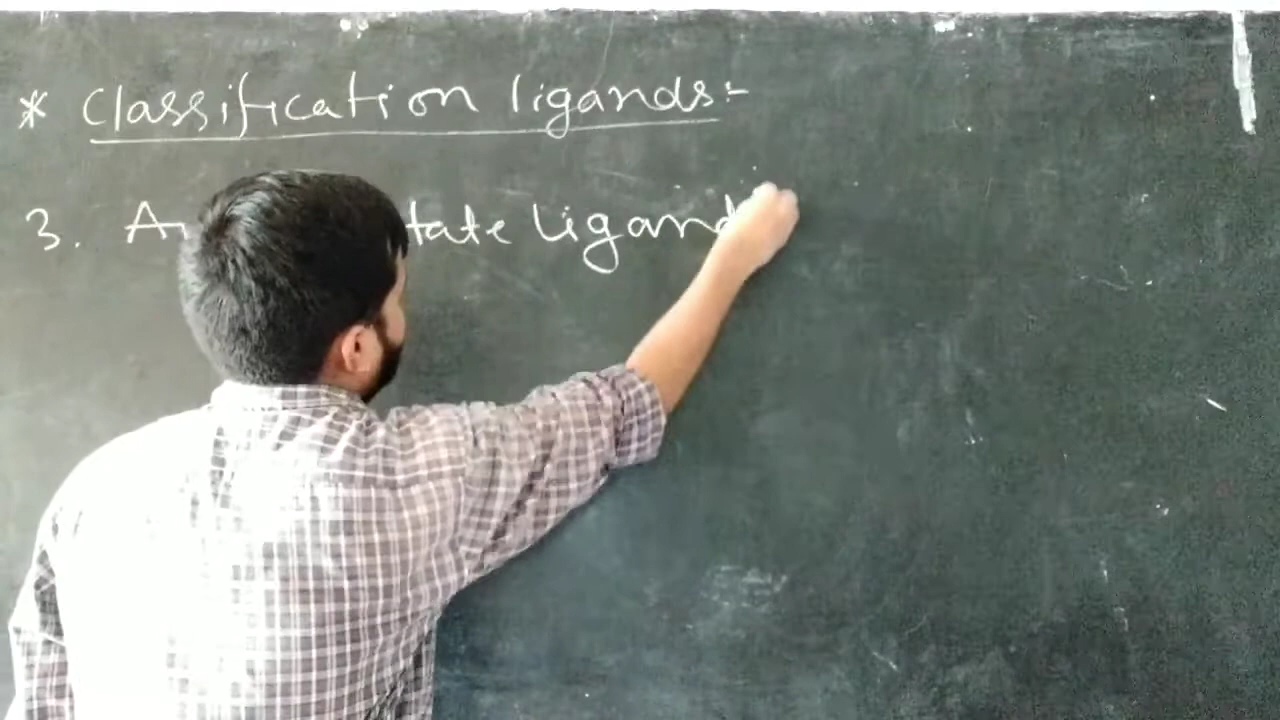 * Classification ligands:-
3. tate ligand